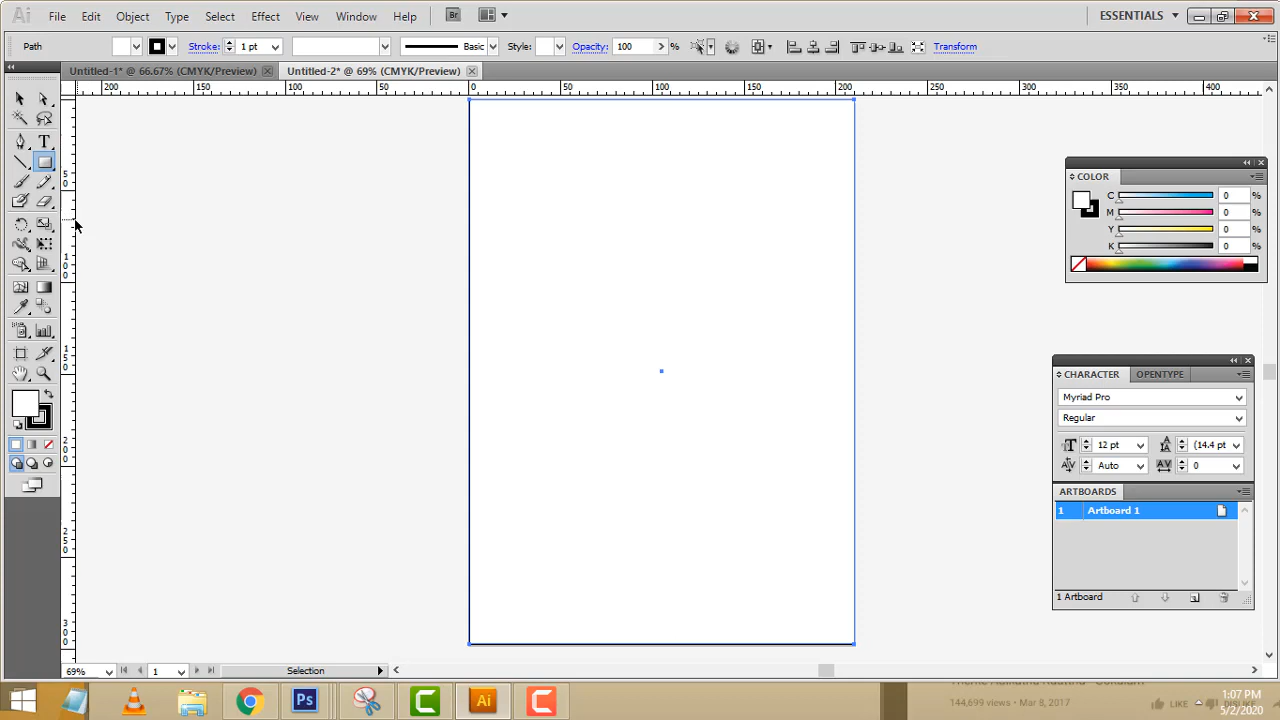 Ai File Edit Object Type Select Effect View Window Help Br ESSENTIALS
Path Stroke: 1 pt Basic Style: Opacity: 100 % Transform
Untitled-1* @ 66.67% (CMYK/Preview) Untitled-2* @ 69% (CMYK/Preview)
200 150 100 50 0 50 100 150 200 250 300 350 400
50
100
150
200
250
300
COLOR
C 0 %
M 0 %
Y 0 %
K 0 %
CHARACTER OPENTYPE
Myriad Pro
Regular
12 pt (14.4 pt
Auto 0
ARTBOARDS
1 Artboard 1
1 Artboard
69% 1 Selection
Ps Ai
144,699 views • Mar 8, 2017 LIKE DISLIKE
1:07 PM
5/2/2020